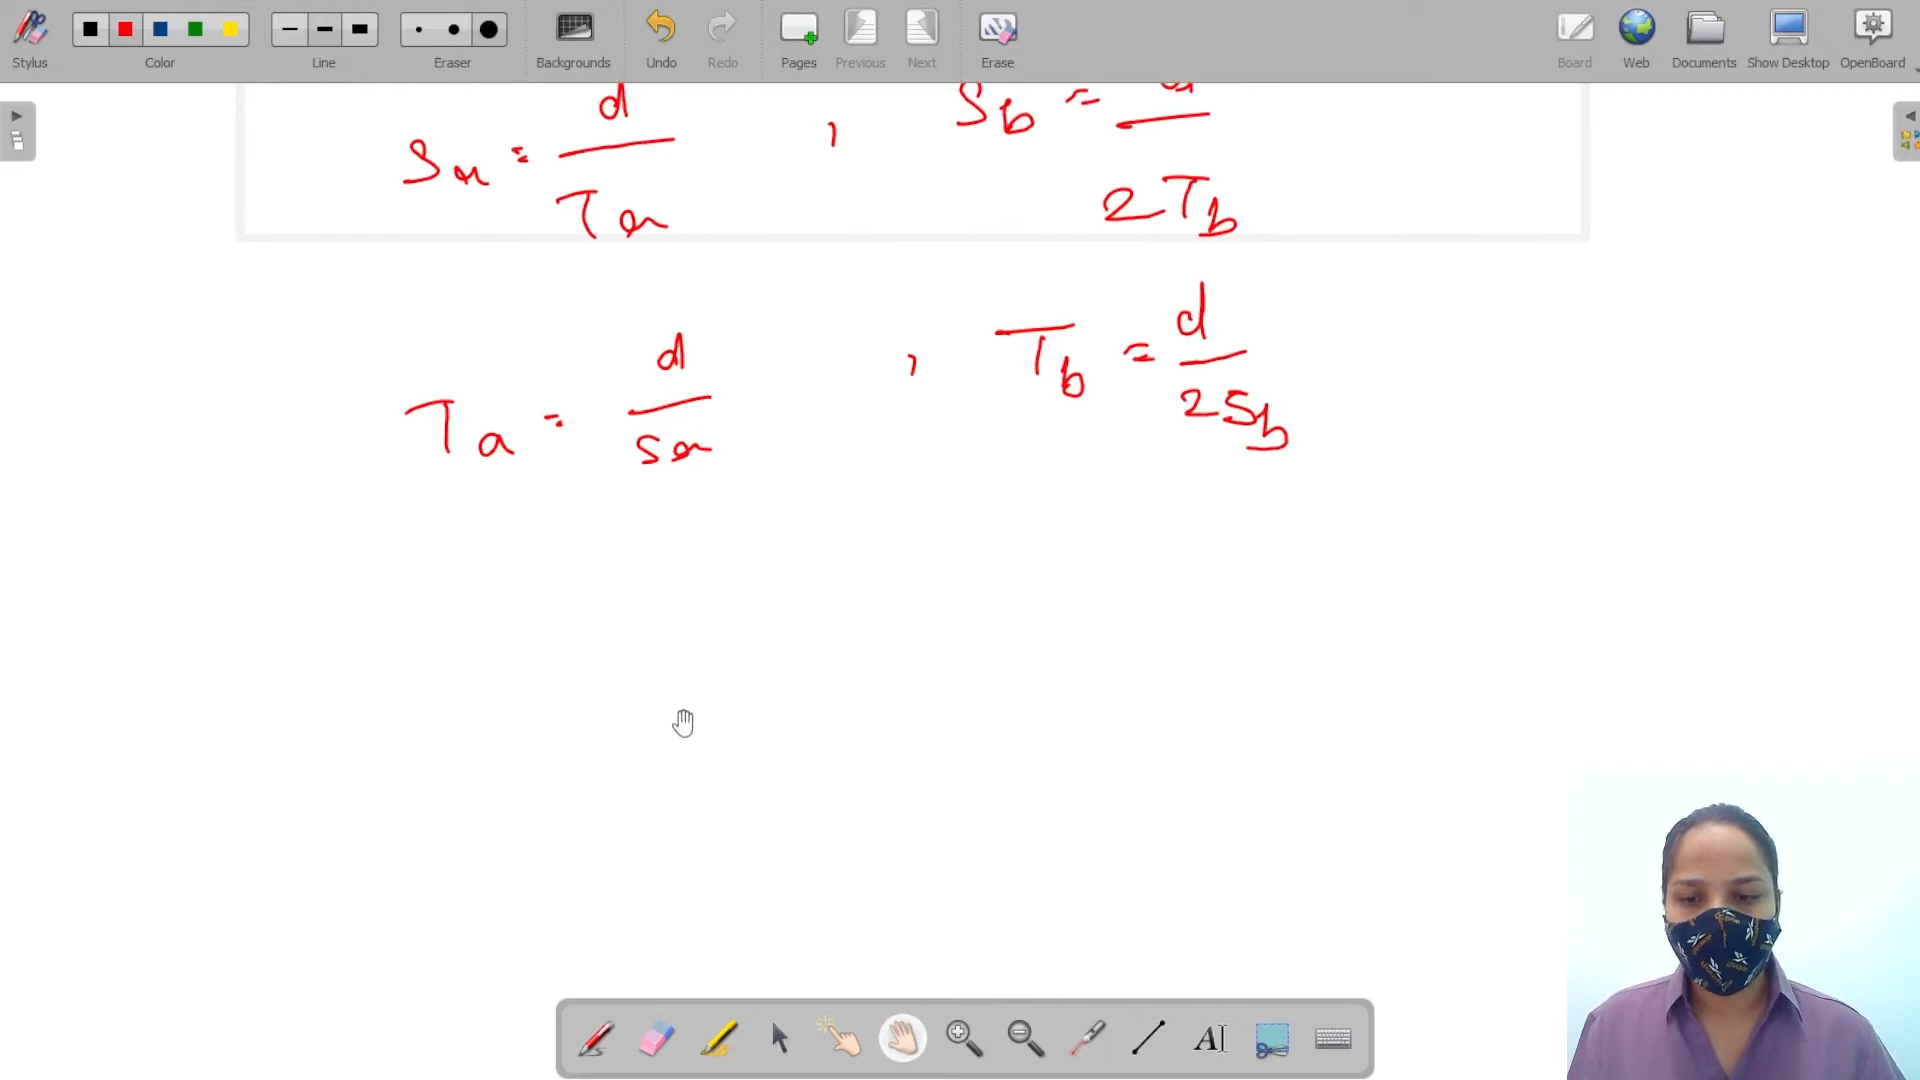 Stylus Color Line Eraser Backgrounds Undo Redo Pages Previous Next Erase Board Web Documents Show Desktop OpenBoard
Sa = d / Ta , Sb = d / 2Tb
Ta = d / Sa , Tb = d / 2Sb
A